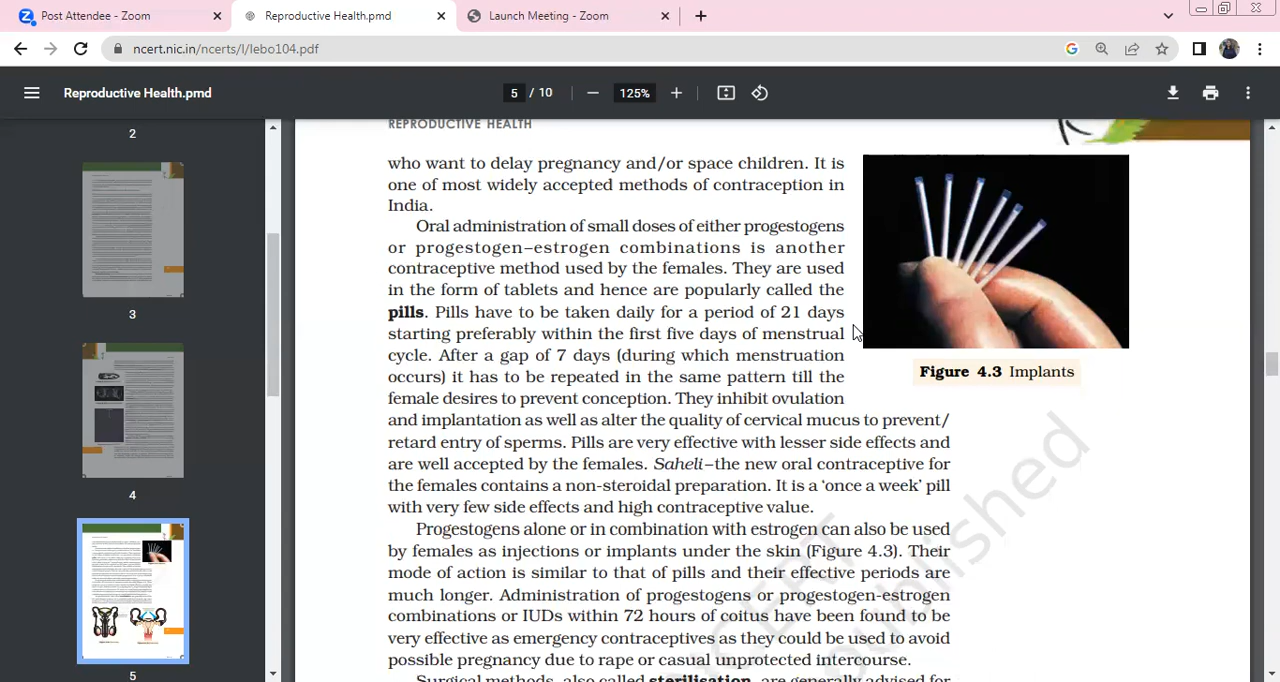 Post Attendee - Zoom
Reproductive Health.pmd
Launch Meeting - Zoom
ncert.nic.in/ncerts/l/lebo104.pdf
Reproductive Health.pmd
5 / 10
125%
2
3
4
5
REPRODUCTIVE HEALTH
who want to delay pregnancy and/or space children. It is
one of most widely accepted methods of contraception in
India.
Oral administration of small doses of either progestogens
or progestogen–estrogen combinations is another
contraceptive method used by the females. They are used
in the form of tablets and hence are popularly called the
pills. Pills have to be taken daily for a period of 21 days
starting preferably within the first five days of menstrual
cycle. After a gap of 7 days (during which menstruation
occurs) it has to be repeated in the same pattern till the
female desires to prevent conception. They inhibit ovulation
and implantation as well as alter the quality of cervical mucus to prevent/
retard entry of sperms. Pills are very effective with lesser side effects and
are well accepted by the females. Saheli–the new oral contraceptive for
the females contains a non-steroidal preparation. It is a ‘once a week’ pill
with very few side effects and high contraceptive value.
Figure 4.3 Implants
Progestogens alone or in combination with estrogen can also be used
by females as injections or implants under the skin (Figure 4.3). Their
mode of action is similar to that of pills and their effective periods are
much longer. Administration of progestogens or progestogen-estrogen
combinations or IUDs within 72 hours of coitus have been found to be
very effective as emergency contraceptives as they could be used to avoid
possible pregnancy due to rape or casual unprotected intercourse.
Surgical methods, also called sterilisation, are generally advised for